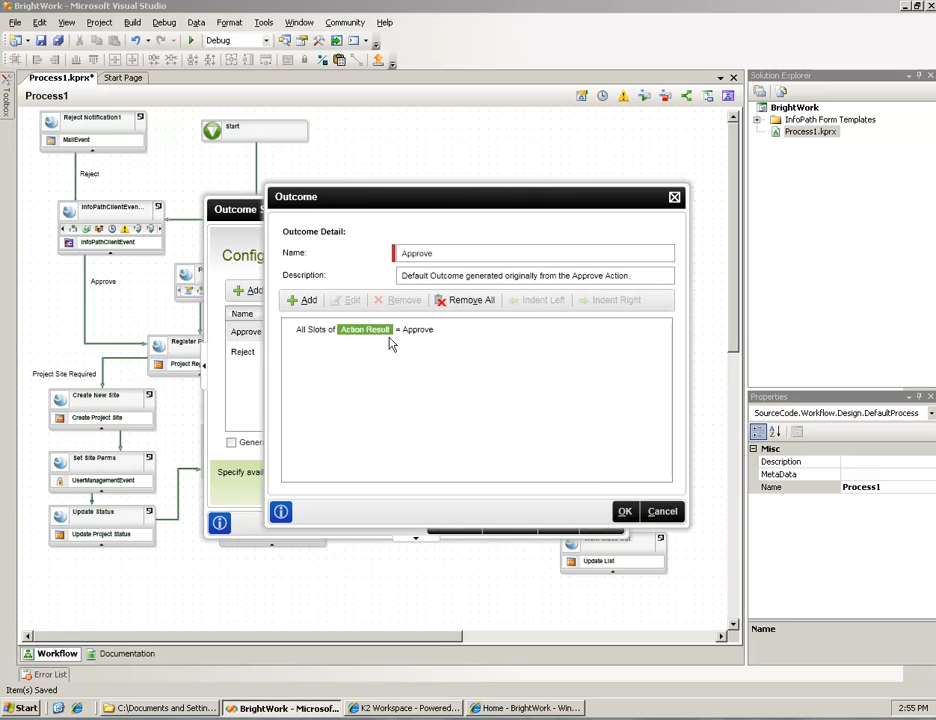 BrightWork - Microsoft Visual Studio
File Edit View Project Build Debug Data Format Tools Window Community Help
Debug
Process1.kprx* Start Page
Process1
Toolbox
Reject Notification1
MailEvent
Start
Reject
InfoPathClientEven...
InfoPathClientEvent
Approve
Register P
Project Re
Project Site Required
Create New Site
Create Project Site
Set Site Perms
UserManagementEvent
Update Status
Update Project Status
Update List
Outcome S
Config
Add
Name
Approve
Reject
Gener
Specify avai
Outcome
Outcome Detail:
Name: Approve
Description: Default Outcome generated originally from the Approve Action.
Add Edit Remove Remove All Indent Left Indent Right
All Slots of Action Result = Approve
OK Cancel
Solution Explorer
BrightWork
InfoPath Form Templates
Process1.kprx
Properties
SourceCode.Workflow.Design.DefaultProcess
Misc
Description
MetaData
Name Process1
Name
Workflow Documentation
Error List
Item(s) Saved
Start C:\Documents and Settin... BrightWork - Microsof... K2 Workspace - Powered... Home - BrightWork - Win... 2:55 PM